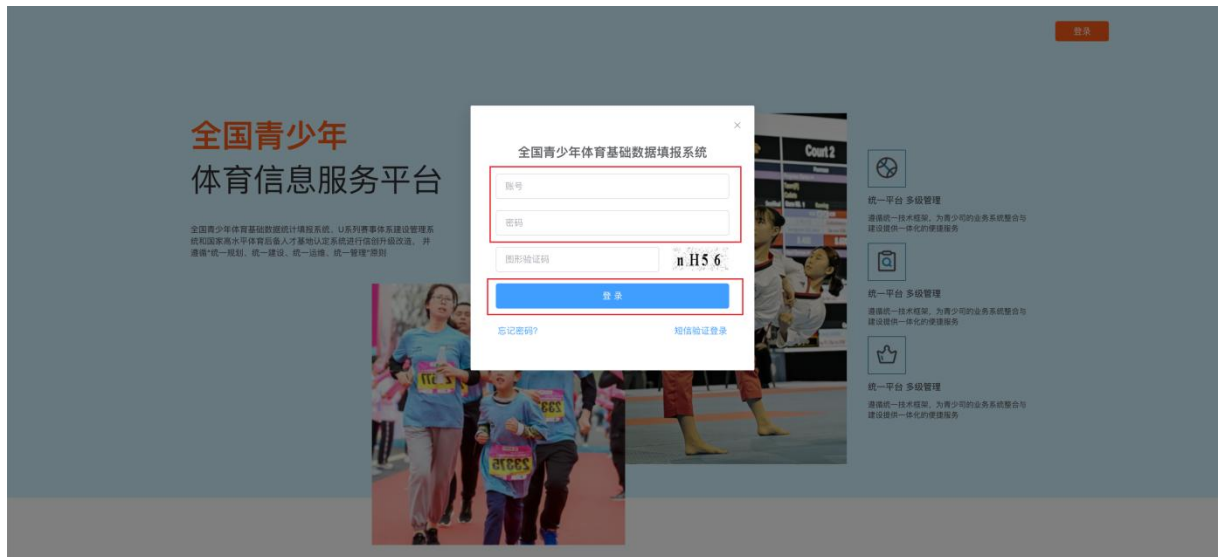 登录
全国青少年
体育信息服务平台
全国青少年体育基础数据统计填报系统、U系列赛事体系建设管理系
统和国家高水平体育后备人才基地认定系统进行信创升级改造，并
遵循“统一规划、统一建设、统一运维、统一管理”原则
×
全国青少年体育基础数据填报系统
账号
密码
图形验证码
nH56
登录
忘记密码?
短信验证登录
Court 2
统一平台 多级管理
遵循统一技术框架，为青少司的业务系统整合与
建设提供一体化的便捷服务
统一平台 多级管理
遵循统一技术框架，为青少司的业务系统整合与
建设提供一体化的便捷服务
统一平台 多级管理
遵循统一技术框架，为青少司的业务系统整合与
建设提供一体化的便捷服务
23375